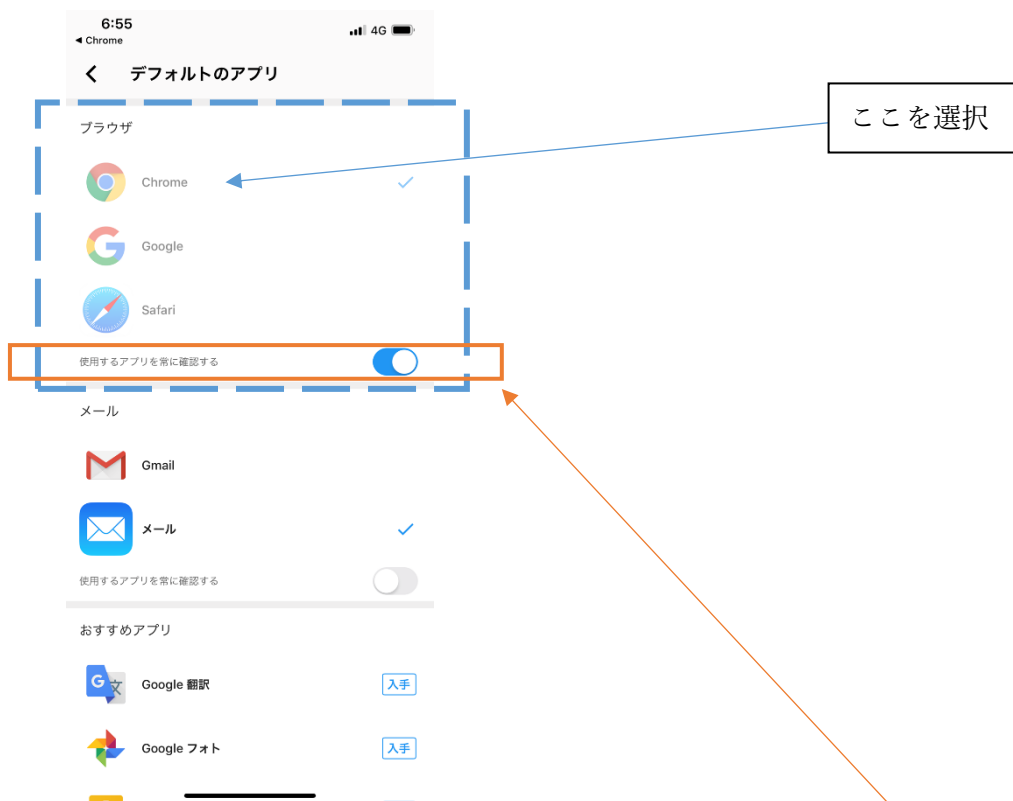 6:55
4G
◀ Chrome
デフォルトのアプリ
ここを選択
ブラウザ
Chrome
Google
Safari
使用するアプリを常に確認する
メール
Gmail
メール
使用するアプリを常に確認する
おすすめアプリ
Google 翻訳
入手
Google フォト
入手